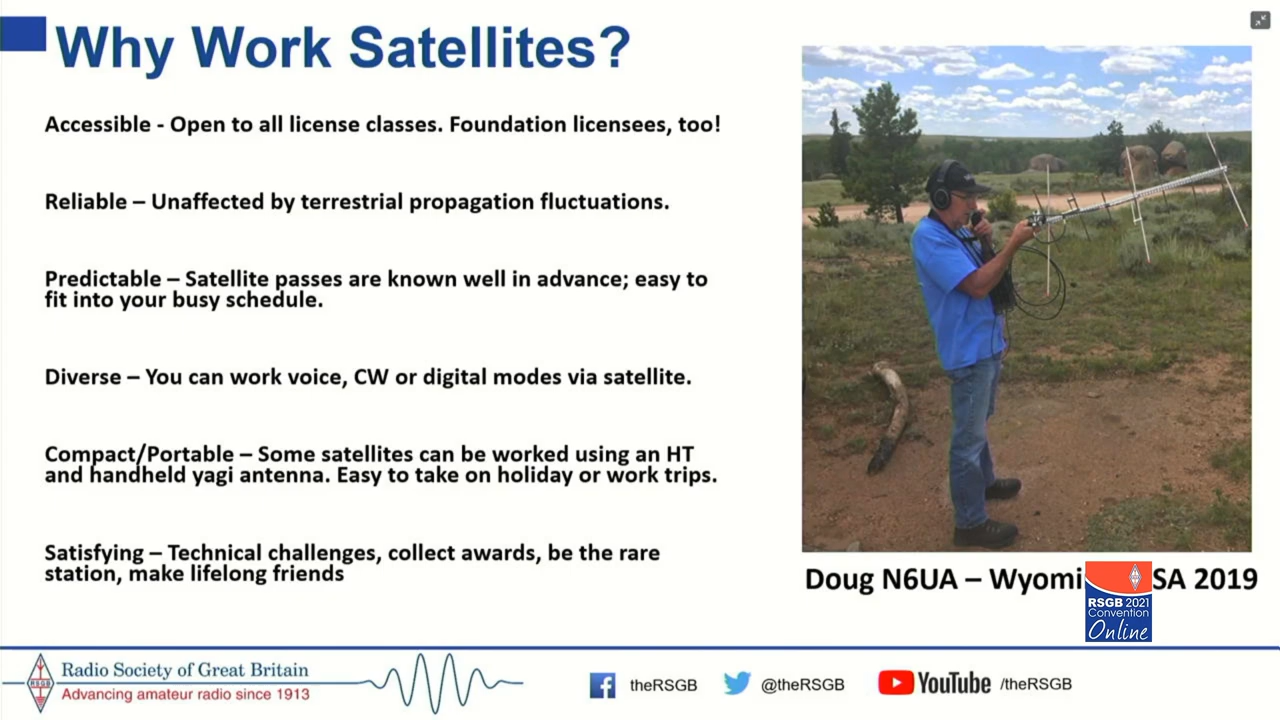 Why Work Satellites?
Accessible - Open to all license classes. Foundation licensees, too!
Reliable – Unaffected by terrestrial propagation fluctuations.
Predictable – Satellite passes are known well in advance; easy to
fit into your busy schedule.
Diverse – You can work voice, CW or digital modes via satellite.
Compact/Portable – Some satellites can be worked using an HT
and handheld yagi antenna. Easy to take on holiday or work trips.
Satisfying – Technical challenges, collect awards, be the rare
station, make lifelong friends
Doug N6UA – Wyomi SA 2019
RSGB 2021
Convention
Online
RSGB
Radio Society of Great Britain
Advancing amateur radio since 1913
theRSGB
@theRSGB
YouTube /theRSGB